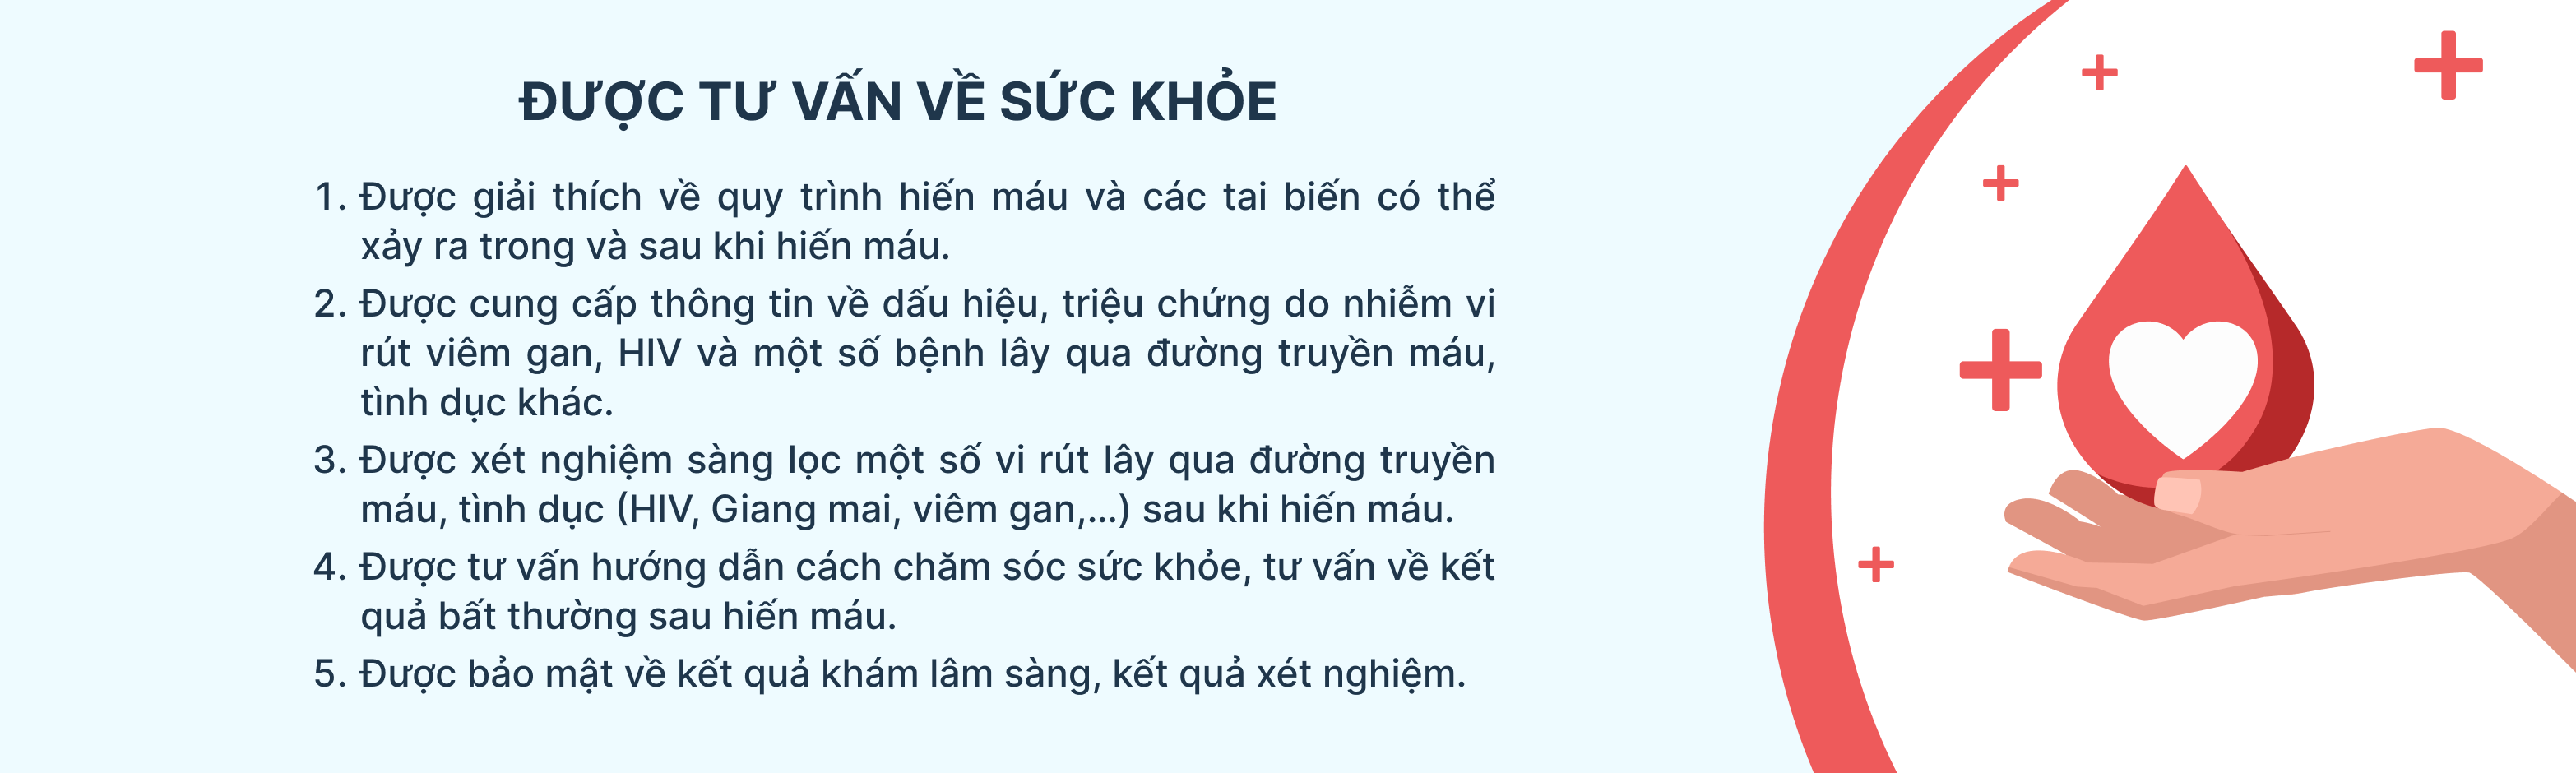 ĐƯỢC TƯ VẤN VỀ SỨC KHỎE
1. Được giải thích về quy trình hiến máu và các tai biến có thể
xảy ra trong và sau khi hiến máu.
2. Được cung cấp thông tin về dấu hiệu, triệu chứng do nhiễm vi
rút viêm gan, HIV và một số bệnh lây qua đường truyền máu,
tình dục khác.
3. Được xét nghiệm sàng lọc một số vi rút lây qua đường truyền
máu, tình dục (HIV, Giang mai, viêm gan,...) sau khi hiến máu.
4. Được tư vấn hướng dẫn cách chăm sóc sức khỏe, tư vấn về kết
quả bất thường sau hiến máu.
5. Được bảo mật về kết quả khám lâm sàng, kết quả xét nghiệm.